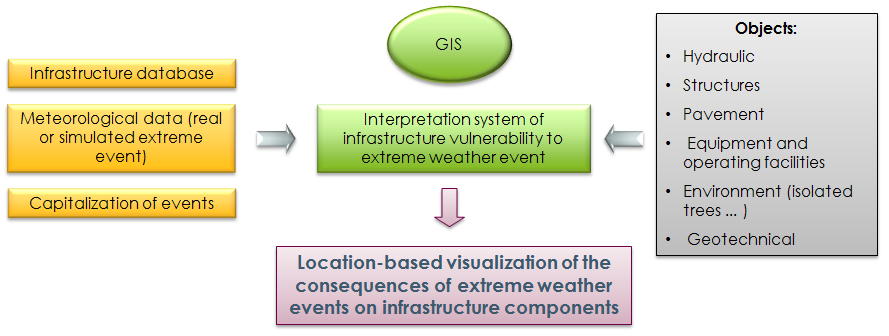 Infrastructure database
Meteorological data (real
or simulated extreme
event)
Capitalization of events
GIS
Interpretation system of
infrastructure vulnerability to
extreme weather event
Location-based visualization of the
consequences of extreme weather
events on infrastructure components
Objects:
• Hydraulic
• Structures
• Pavement
• Equipment and
operating facilities
• Environment (isolated
trees ... )
• Geotechnical